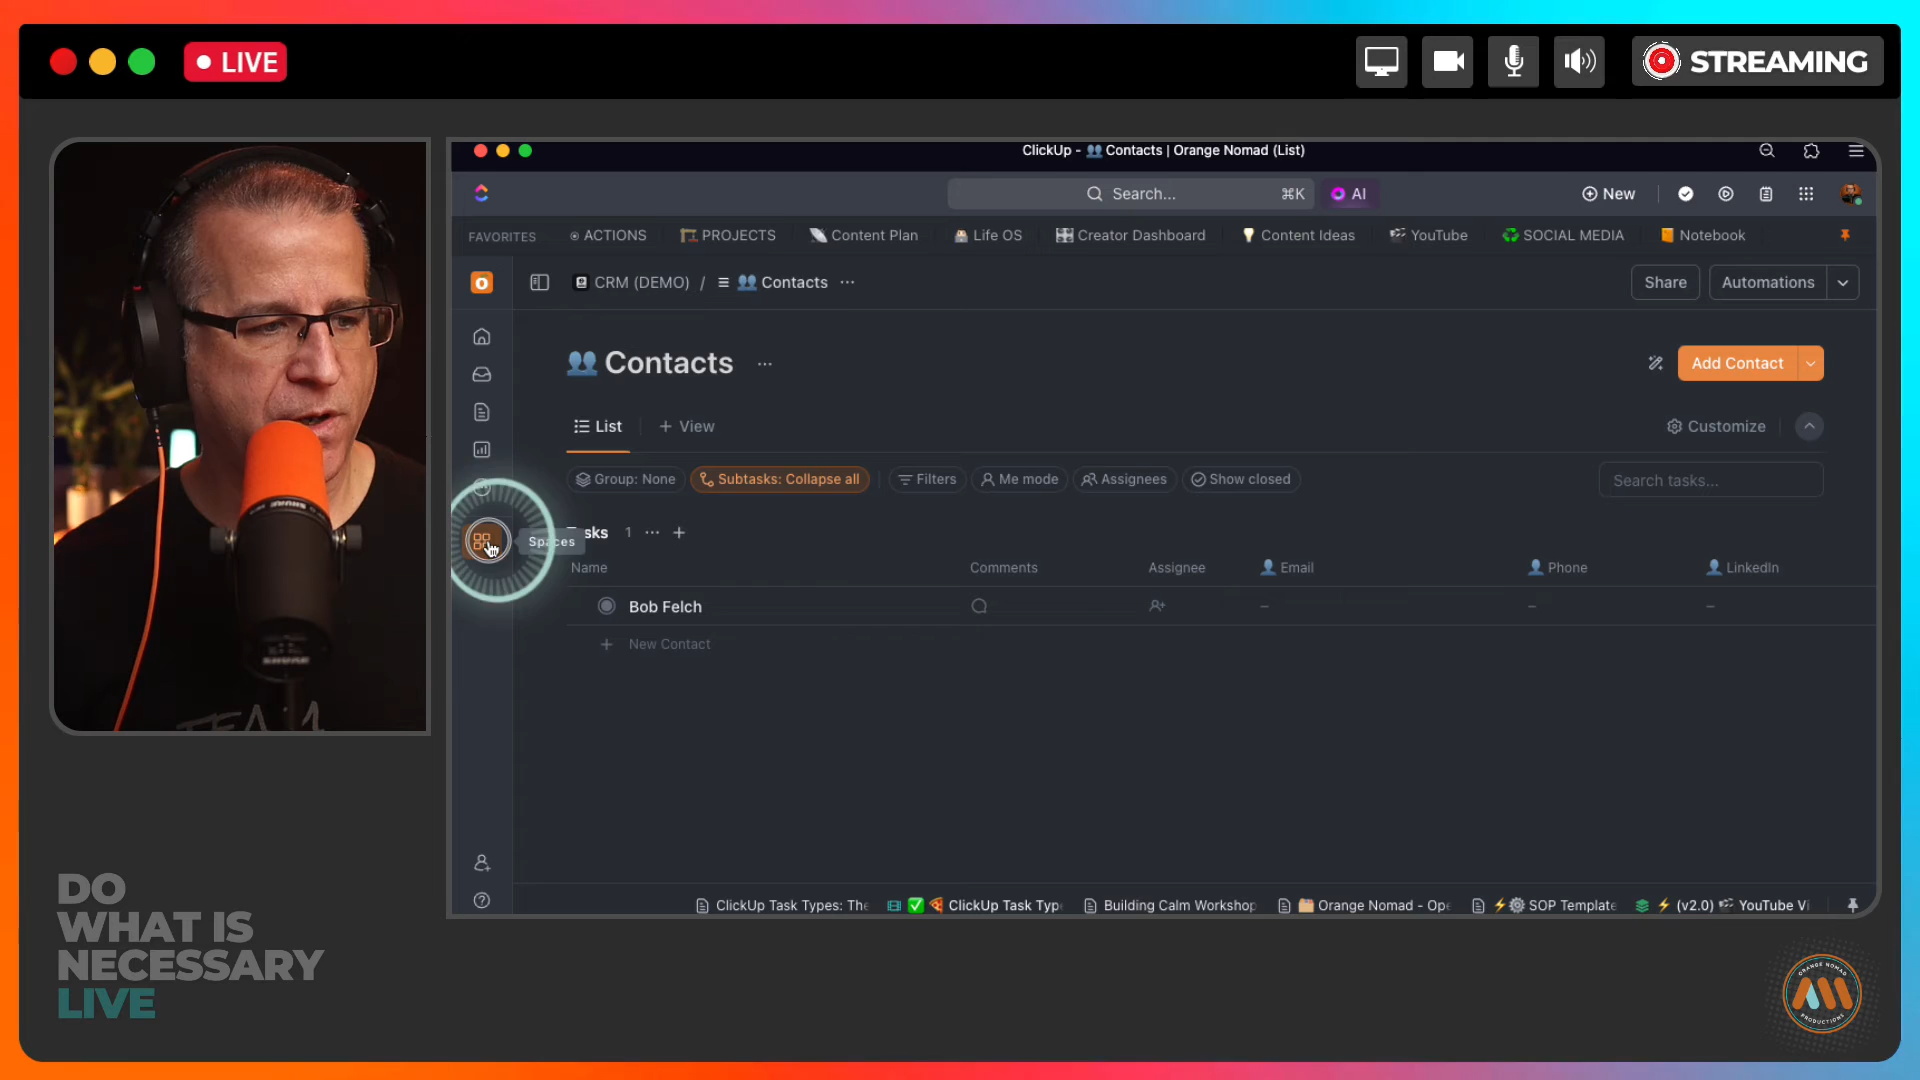 LIVE
STREAMING
ClickUp - 👥 Contacts | Orange Nomad (List)
Search... ⌘K AI New
FAVORITES ACTIONS PROJECTS Content Plan Life OS Creator Dashboard Content Ideas YouTube SOCIAL MEDIA Notebook
CRM (DEMO) / Contacts ... Share Automations
Contacts ... Add Contact
List + View Customize
Group: None Subtasks: Collapse all Filters Me mode Assignees Show closed Search tasks...
Spaces 1 ... +
Name Comments Assignee Email Phone LinkedIn
Bob Felch – – –
+ New Contact
ClickUp Task Types: The ClickUp Task Typ Building Calm Workshop Orange Nomad - Ope SOP Template (v2.0) YouTube Vi
DO
WHAT IS
NECESSARY
LIVE
ORANGE NOMAD
PRODUCTIONS